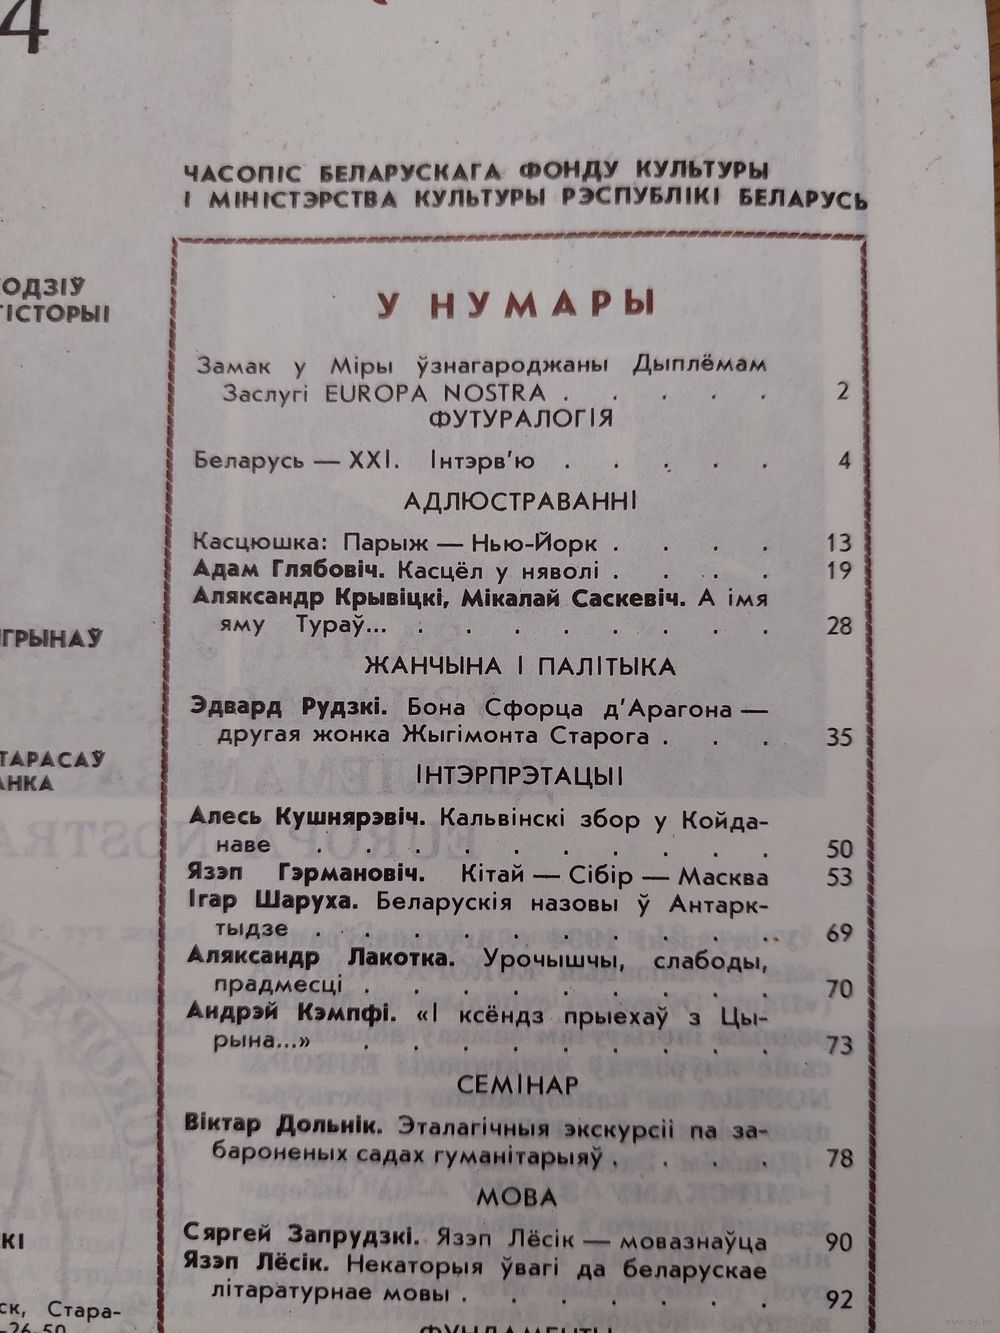 4
ЧАСОПІС БЕЛАРУСКАГА ФОНДУ КУЛЬТУРЫ
І МІНІСТЭРСТВА КУЛЬТУРЫ РЭСПУБЛІКІ БЕЛАРУСЬ
У НУМАРЫ
Замак у Міры ўзнагароджаны Дыплёмам
Заслугі EUROPA NOSTRA . . . . . 2
ФУТУРАЛОГІЯ
Беларусь — XXI. Інтэрв'ю . . . . . 4
АДЛЮСТРАВАННІ
Касцюшка: Парыж — Нью-Йорк . . . . 13
Адам Глябовіч. Касцёл у няволі . . . . 19
Аляксандр Крывіцкі, Мікалай Саскевіч. А імя
яму Тураў... . . . . . . . . 28
ЖАНЧЫНА І ПАЛІТЫКА
Эдвард Рудзкі. Бона Сфорца д'Арагона —
другая жонка Жыгімонта Старога . . . 35
ІНТЭРПРЭТАЦЫІ
Алесь Кушнярэвіч. Кальвінскі збор у Койда-
наве . . . . . . . . . . 50
Язэп Гэрмановіч. Кітай — Сібір — Масква 53
Ігар Шаруха. Беларускія назовы ў Антарк-
тыдзе . . . . . . . . . . 69
Аляксандр Лакотка. Урочышчы, слабоды,
прадмесці . . . . . . . . . 70
Андрэй Кэмпфі. «І ксёндз прыехаў з Цы-
рына...» . . . . . . . . . 73
СЕМІНАР
Віктар Дольнік. Эталагічныя экскурсіі па за-
бароненых садах гуманітарыяў . . . . 78
МОВА
Сяргей Запрудзкі. Язэп Лёсік — мовазнаўца 90
Язэп Лёсік. Некаторыя ўвагі да беларускае
літаратурнае мовы . . . . . . . 92
ФУНДАМЕНТЫ
ОДЗІЎ
ГІСТОРЫІ
ГРЫНАЎ
ТАРАСАЎ
АНКА
КІ
ск, Стара-
-26-50
www.ay.by